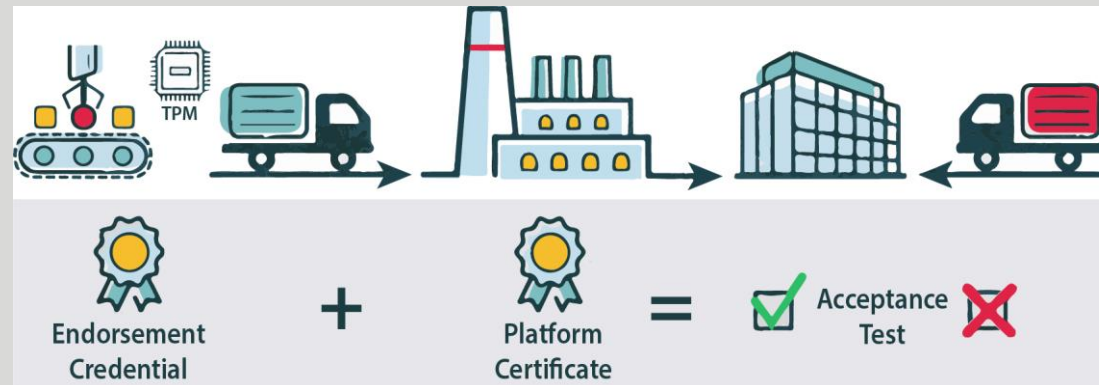 TPM
Endorsement
Credential
+
Platform
Certificate
=
Acceptance
Test